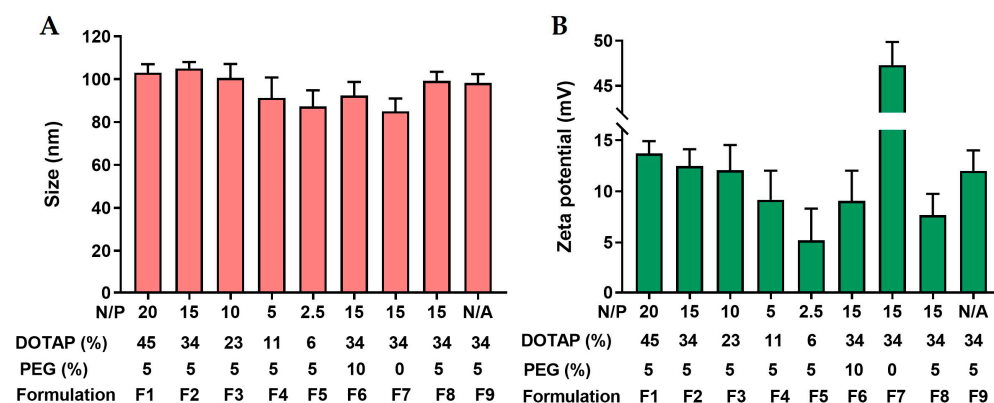 A
Size (nm)
120
100
80
60
40
20
0
N/P 20 15 10 5 2.5 15 15 15 N/A
DOTAP (%) 45 34 23 11 6 34 34 34 34
PEG (%) 5 5 5 5 5 10 0 5 5
Formulation F1 F2 F3 F4 F5 F6 F7 F8 F9
B
Zeta potential (mV)
50
45
15
10
5
0
N/P 20 15 10 5 2.5 15 15 15 N/A
DOTAP (%) 45 34 23 11 6 34 34 34 34
PEG (%) 5 5 5 5 5 10 0 5 5
Formulation F1 F2 F3 F4 F5 F6 F7 F8 F9